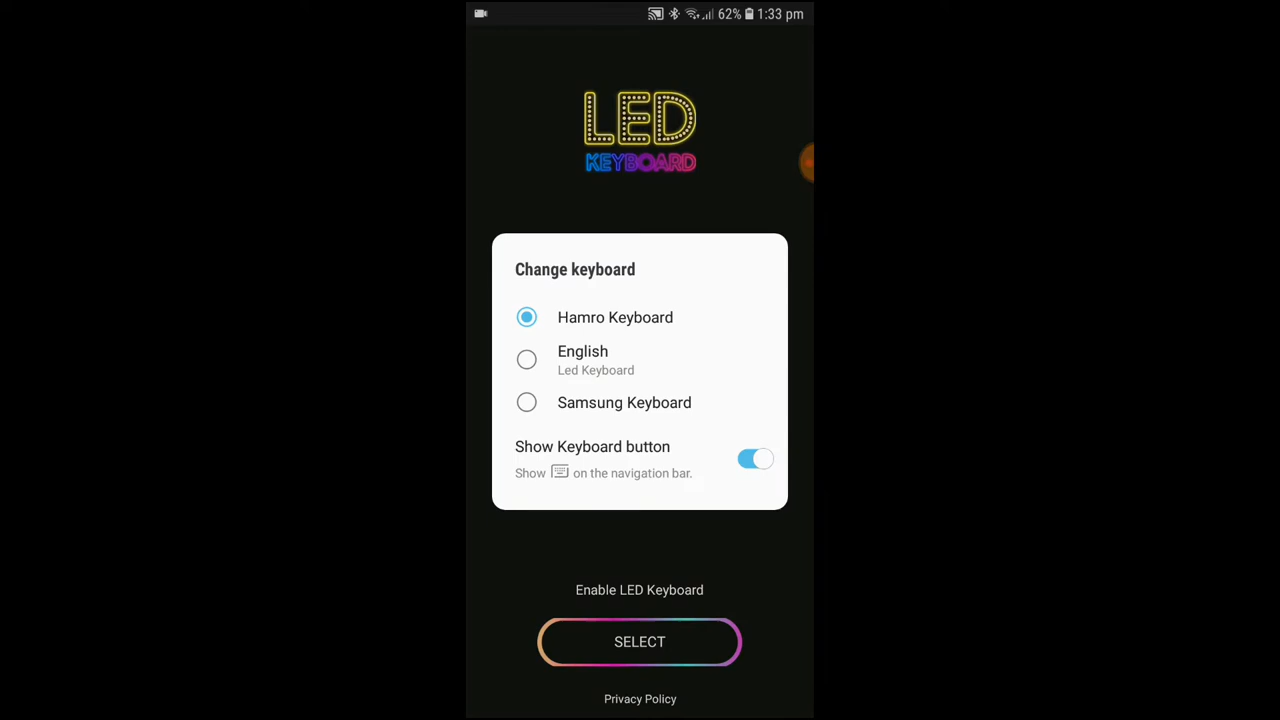 62% 1:33 pm
LED
KEYBOARD
Change keyboard
Hamro Keyboard
English
Led Keyboard
Samsung Keyboard
Show Keyboard button
Show on the navigation bar.
Enable LED Keyboard
SELECT
Privacy Policy